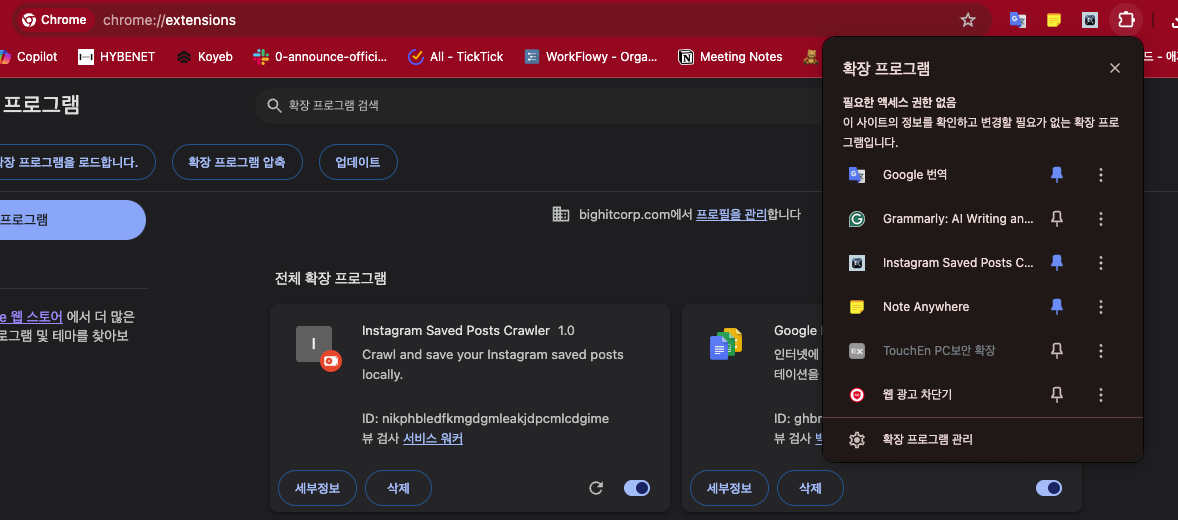 Chrome
chrome://extensions
Copilot
HYBENET
Koyeb
0-announce-offici...
All - TickTick
WorkFlowy - Orga...
Meeting Notes
프로그램
확장 프로그램 검색
확장 프로그램을 로드합니다.
확장 프로그램 압축
업데이트
프로그램
bighitcorp.com에서 프로필을 관리합니다
e 웹 스토어 에서 더 많은
로그램 및 테마를 찾아보
전체 확장 프로그램
I
Instagram Saved Posts Crawler 1.0
Crawl and save your Instagram saved posts
locally.
ID: nikphbledfkmgdgmleakjdpcmlcdgime
뷰 검사 서비스 워커
세부정보
삭제
Google
인터넷에
테이션을
ID: ghbr
뷰 검사
세부정보
삭제
확장 프로그램
필요한 액세스 권한 없음
이 사이트의 정보를 확인하고 변경할 필요가 없는 확장 프로
그램입니다.
Google 번역
Grammarly: AI Writing an...
Instagram Saved Posts C...
Note Anywhere
EX
TouchEn PC보안 확장
웹 광고 차단기
확장 프로그램 관리